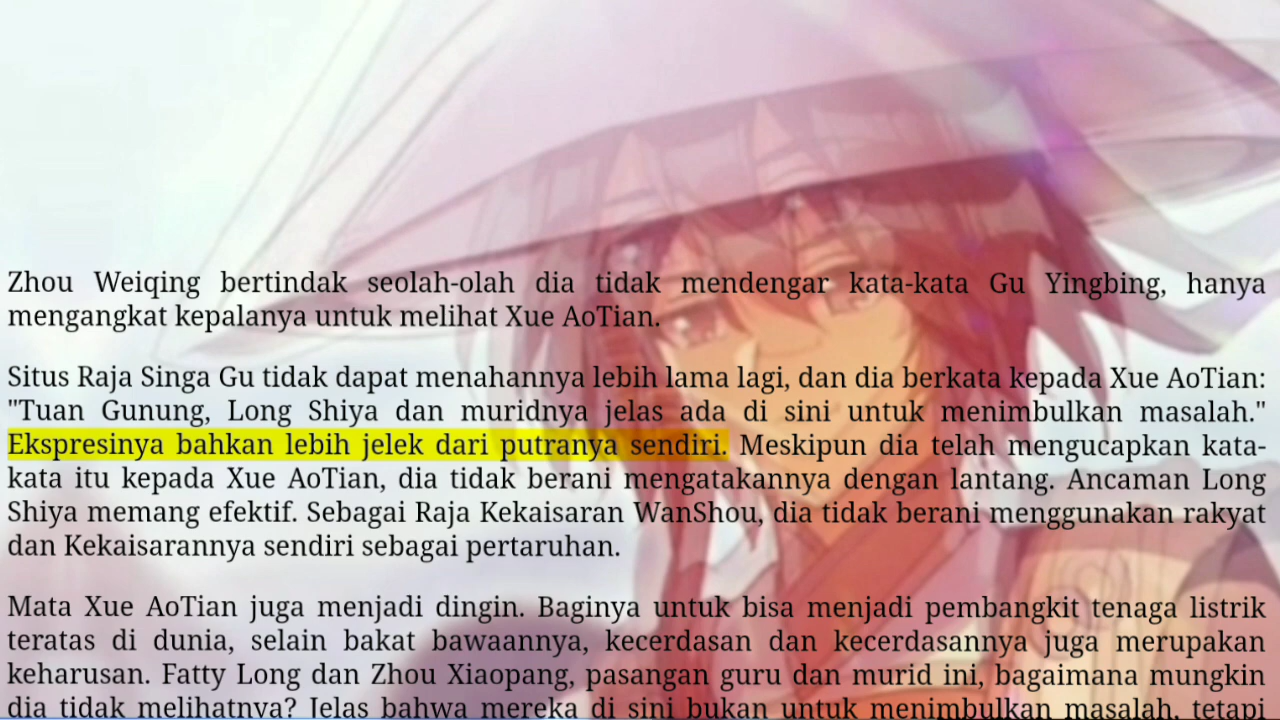 Zhou Weiqing bertindak seolah-olah dia tidak mendengar kata-kata Gu Yingbing, hanya
mengangkat kepalanya untuk melihat Xue AoTian.
Situs Raja Singa Gu tidak dapat menahannya lebih lama lagi, dan dia berkata kepada Xue AoTian:
"Tuan Gunung, Long Shiya dan muridnya jelas ada di sini untuk menimbulkan masalah."
Ekspresinya bahkan lebih jelek dari putranya sendiri. Meskipun dia telah mengucapkan kata-
kata itu kepada Xue AoTian, dia tidak berani mengatakannya dengan lantang. Ancaman Long
Shiya memang efektif. Sebagai Raja Kekaisaran WanShou, dia tidak berani menggunakan rakyat
dan Kekaisarannya sendiri sebagai pertaruhan.
Mata Xue AoTian juga menjadi dingin. Baginya untuk bisa menjadi pembangkit tenaga listrik
teratas di dunia, selain bakat bawaannya, kecerdasan dan kecerdasannya juga merupakan
keharusan. Fatty Long dan Zhou Xiaopang, pasangan guru dan murid ini, bagaimana mungkin
dia tidak melihatnya? Jelas bahwa mereka di sini bukan untuk menimbulkan masalah, tetapi